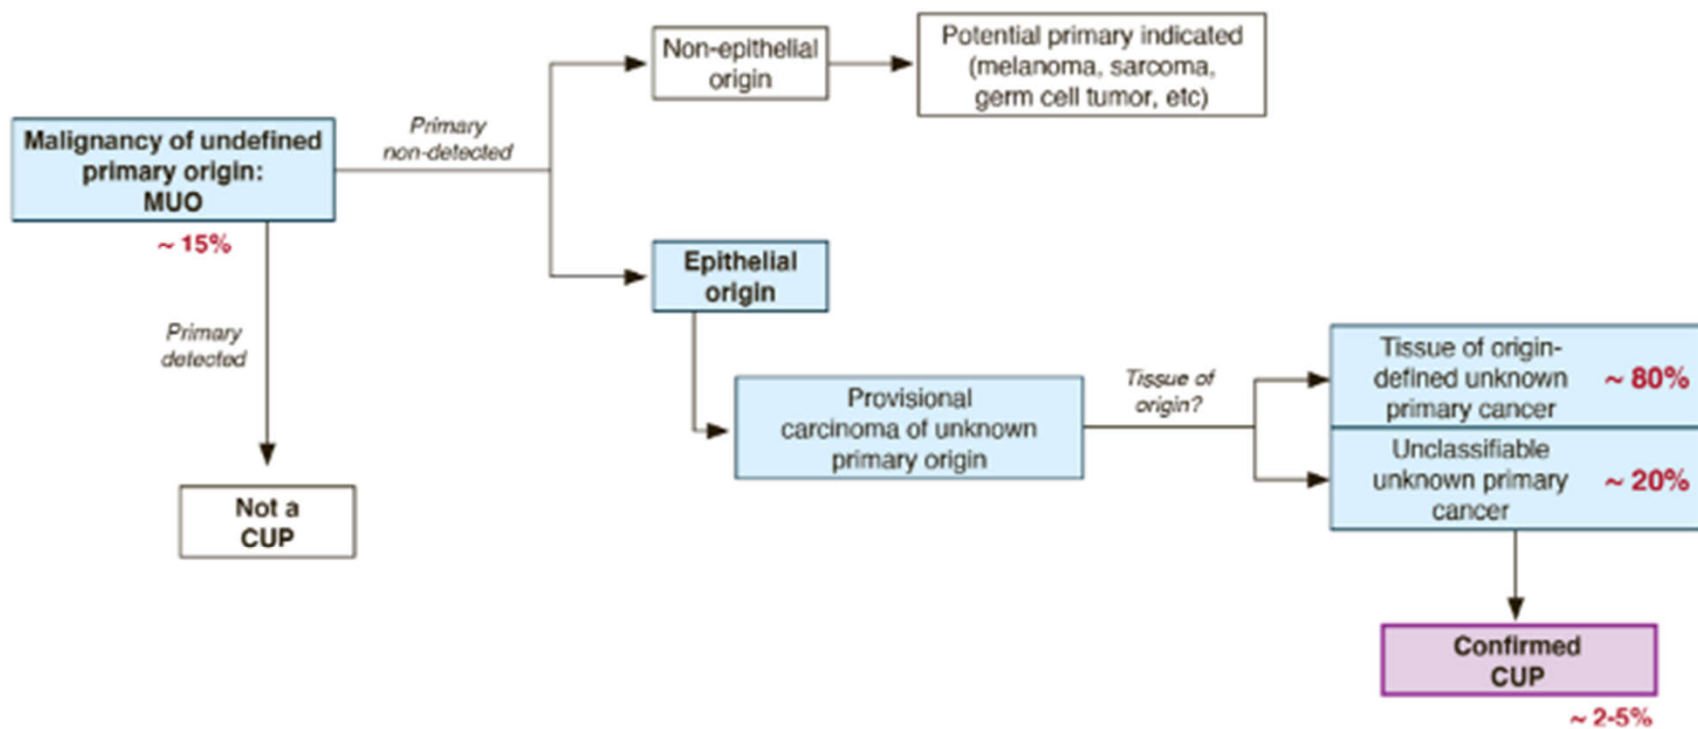 Non-epithelial
origin
Potential primary indicated
(melanoma, sarcoma,
germ cell tumor, etc)
Malignancy of undefined
primary origin:
MUO
~ 15%
Primary
non-detected
Epithelial
origin
Primary
detected
Not a
CUP
Provisional
carcinoma of unknown
primary origin
Tissue of
origin?
Tissue of origin-
defined unknown
primary cancer
~ 80%
Unclassifiable
unknown primary
cancer
~ 20%
Confirmed
CUP
~ 2-5%